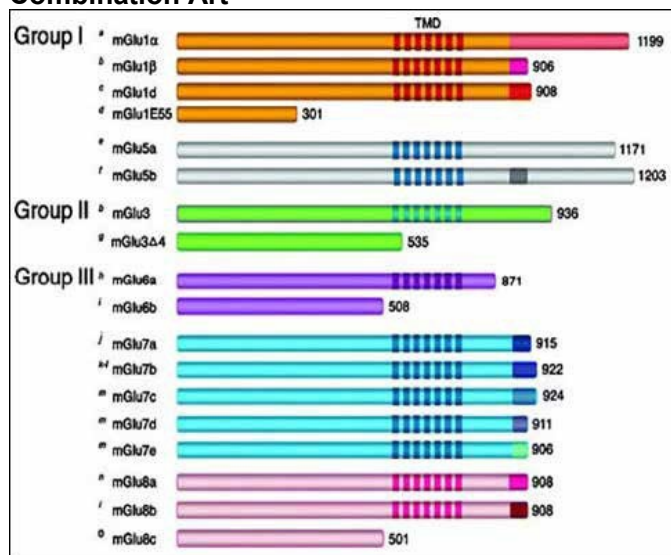 Combination Art
TMD
Group I a mGlu1α 1199
b mGlu1β 906
c mGlu1d 908
d mGlu1E55 301
e mGlu5a 1171
f mGlu5b 1203
Group II b mGlu3 936
g mGlu3Δ4 535
Group III h mGlu6a 871
i mGlu6b 508
j mGlu7a 915
k-l mGlu7b 922
m mGlu7c 924
m mGlu7d 911
m mGlu7e 906
n mGlu8a 908
i mGlu8b 908
o mGlu8c 501